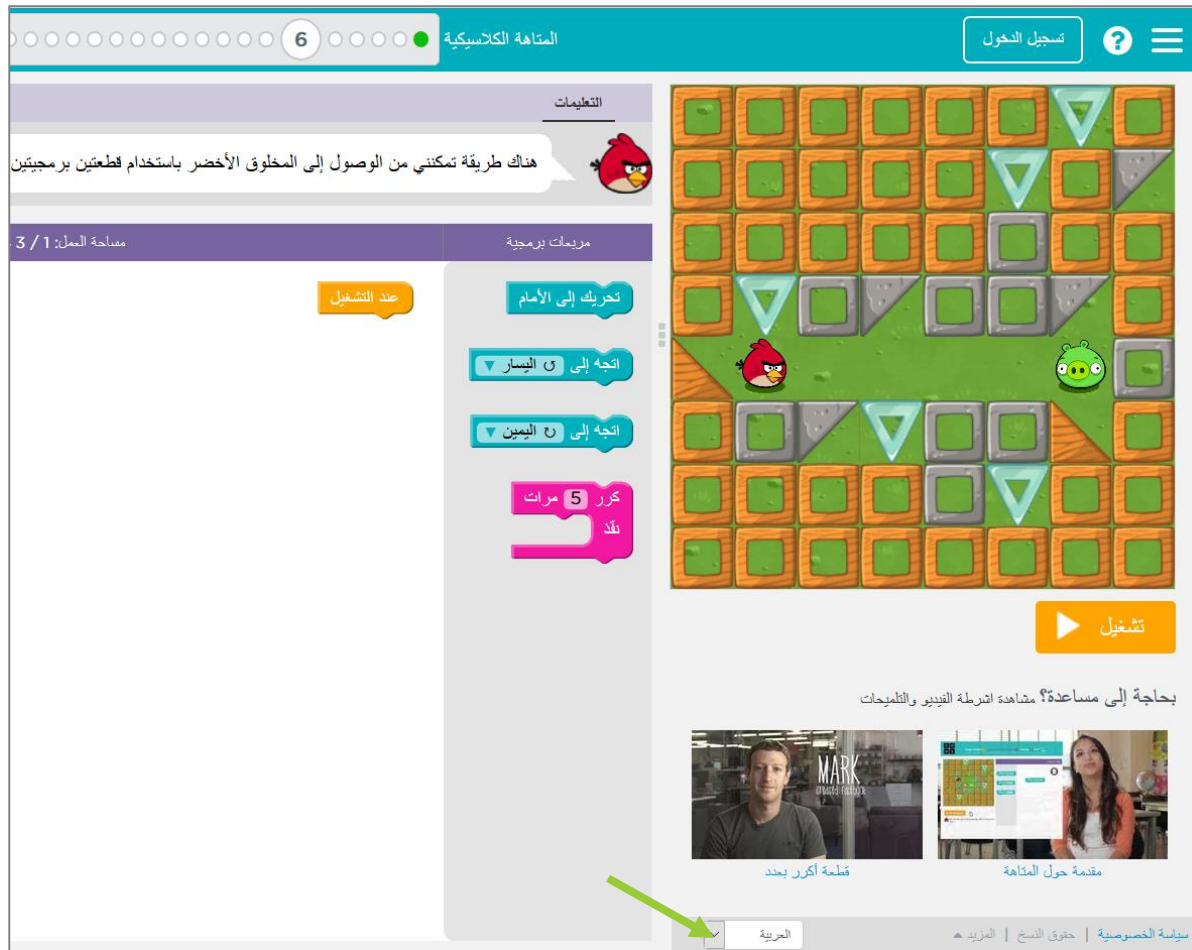 تسجيل الدخول
المتاهة الكلاسيكية
6
التعليمات
هناك طريقة تمكنني من الوصول إلى المخلوق الأخضر باستخدام قطعتين برمجيتين
مربعات برمجية
مساحة العمل: 1 / 3
تحريك إلى الأمام
عند التشغيل
اتجه إلى ↺ اليسار ▼
اتجه إلى ↻ اليمين ▼
كرر 5 مرات
نفّذ
تشغيل
بحاجة إلى مساعدة؟ مشاهدة اشرطة الفيديو والتلميحات
MARK
مقدمة حول المتاهة
قطعة أكرر بعدد
سياسة الخصوصية | حقوق النسخ | المزيد
العربية